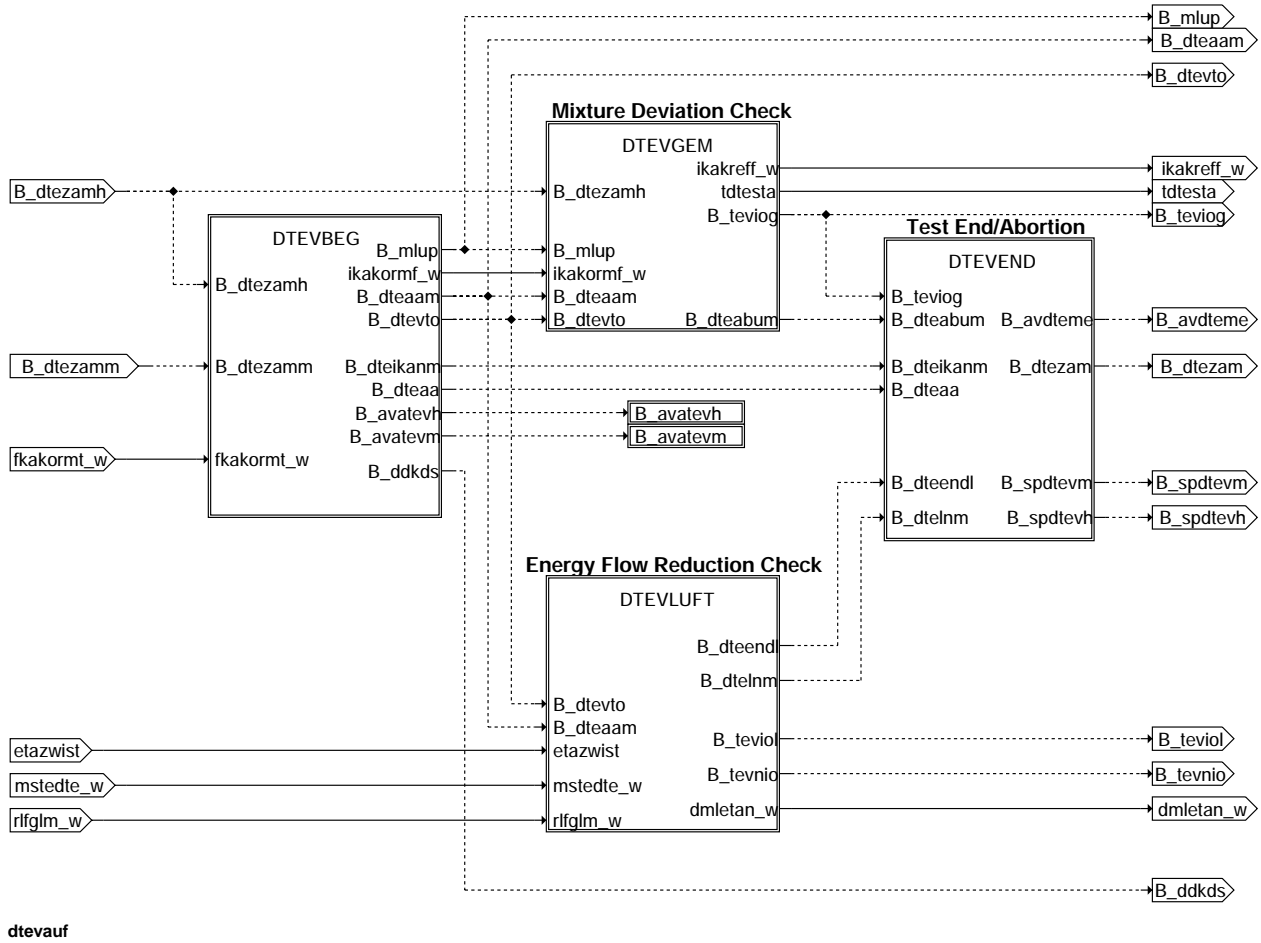 B_mlup
B_dteaam
B_dtevto
Mixture Deviation Check
DTEVGEM
ikakreff_w
ikakreff_w
B_dtezamh
B_dtezamh
tdtesta
tdtesta
B_teviog
B_teviog
Test End/Abortion
DTEVBEG
B_mlup
B_mlup
DTEVEND
ikakormf_w
ikakormf_w
B_dtezamh
B_dteaam
B_dteaam
B_teviog
B_dtevto
B_dtevto
B_dteabum
B_dteabum
B_avdteme
B_avdteme
B_dtezamm
B_dtezamm
B_dteikanm
B_dteikanm
B_dtezam
B_dtezam
B_dteaa
B_dteaa
B_avatevh
B_avatevh
B_avatevm
B_avatevm
fkakormt_w
fkakormt_w
B_ddkds
B_dteendl
B_spdtevm
B_spdtevm
B_dtelnm
B_spdtevh
B_spdtevh
Energy Flow Reduction Check
DTEVLUFT
B_dteendl
B_dtelnm
B_dtevto
B_dteaam
B_teviol
B_teviol
etazwist
etazwist
B_tevnio
B_tevnio
mstedte_w
mstedte_w
dmletan_w
dmletan_w
rlfglm_w
rlfglm_w
B_ddkds
dtevauf